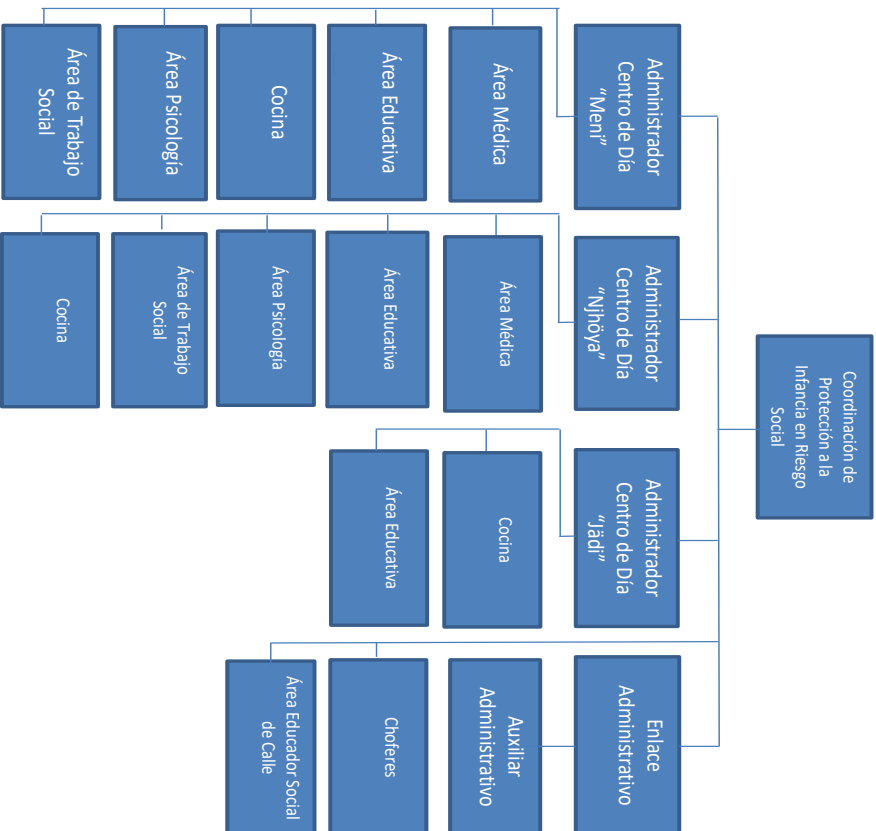 Coordinación de
Protección a la
Infancia en Riesgo
Social
Administrador
Centro de Día
“Meni”
Área Médica
Área Educativa
Cocina
Área Psicología
Área de Trabajo
Social
Administrador
Centro de Día
“Njhöya”
Área Médica
Área Educativa
Área Psicología
Área de Trabajo
Social
Cocina
Administrador
Centro de Día
“Jädi”
Cocina
Área Educativa
Enlace
Administrativo
Auxiliar
Administrativo
Choferes
Área Educador Social
de Calle